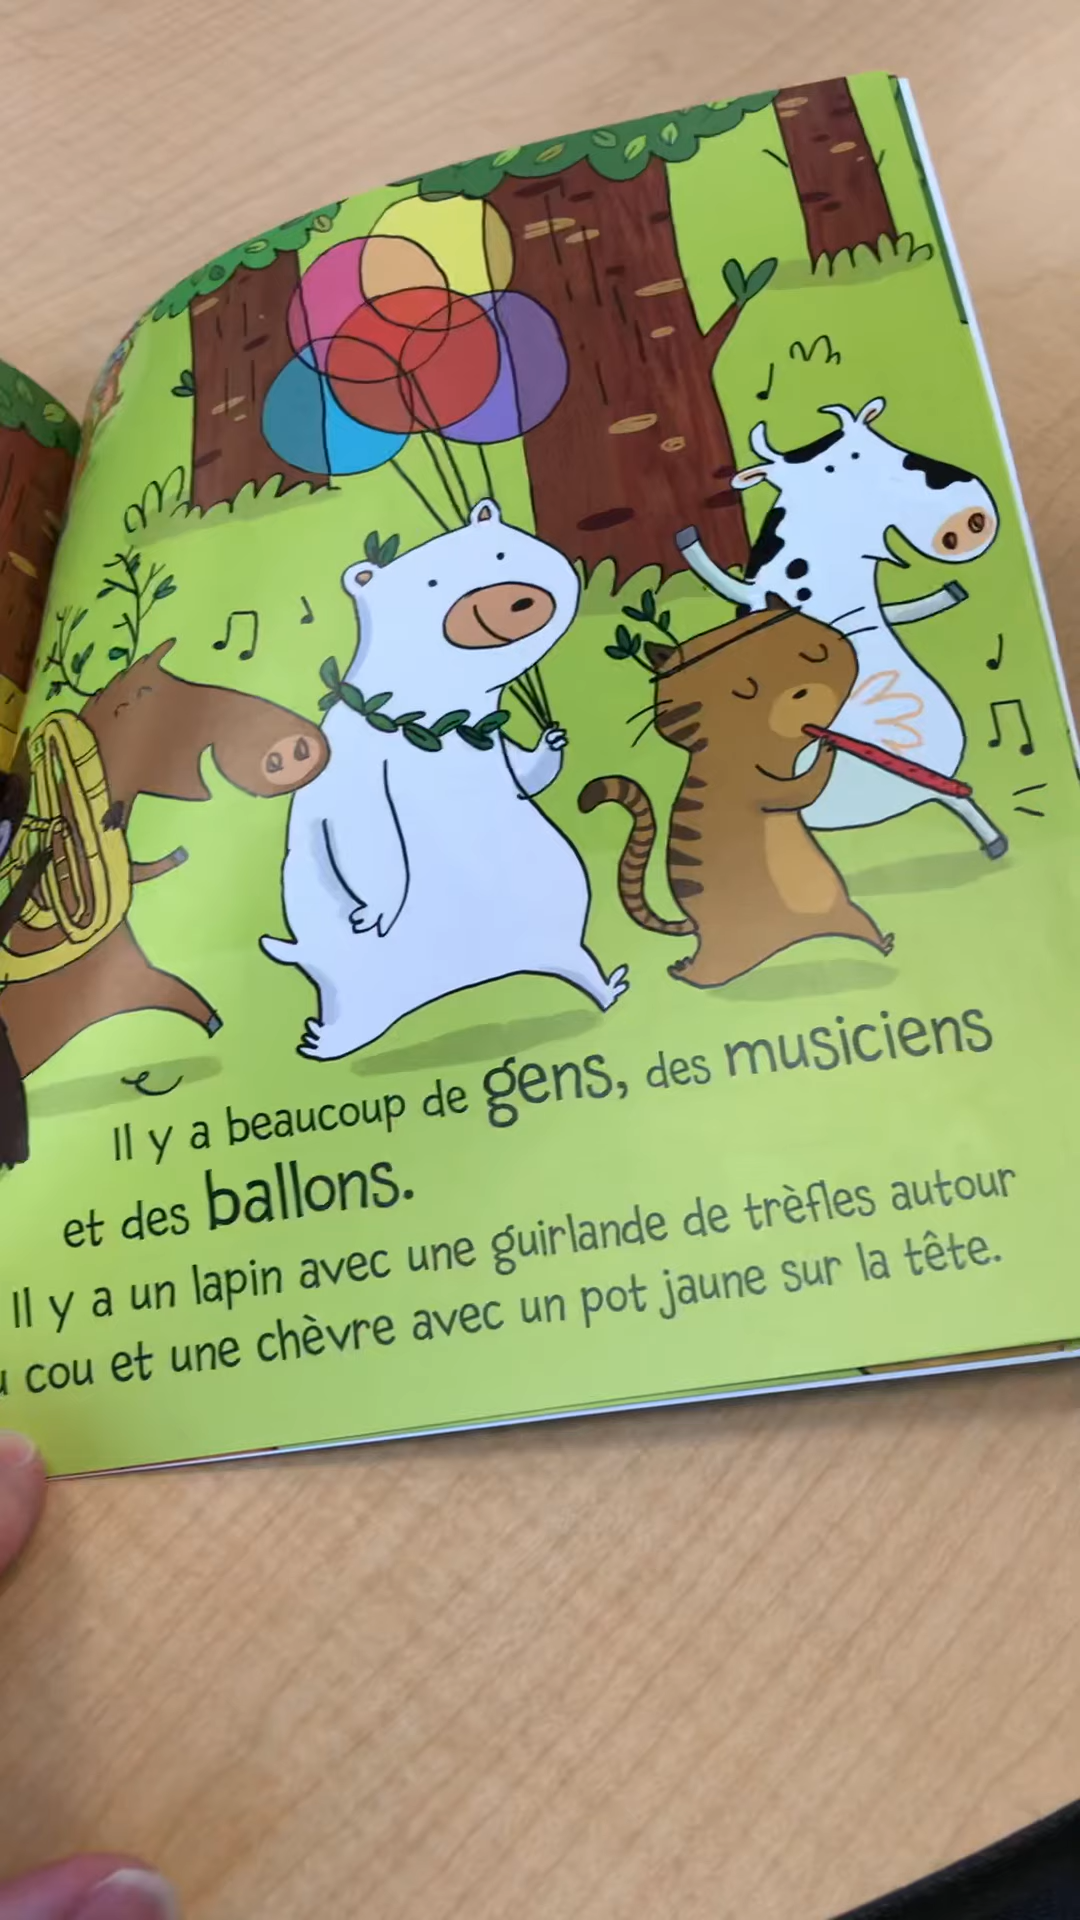 Il y a beaucoup de gens, des musiciens
et des ballons.
Il y a un lapin avec une guirlande de trèfles autour
cou et une chèvre avec un pot jaune sur la tête.